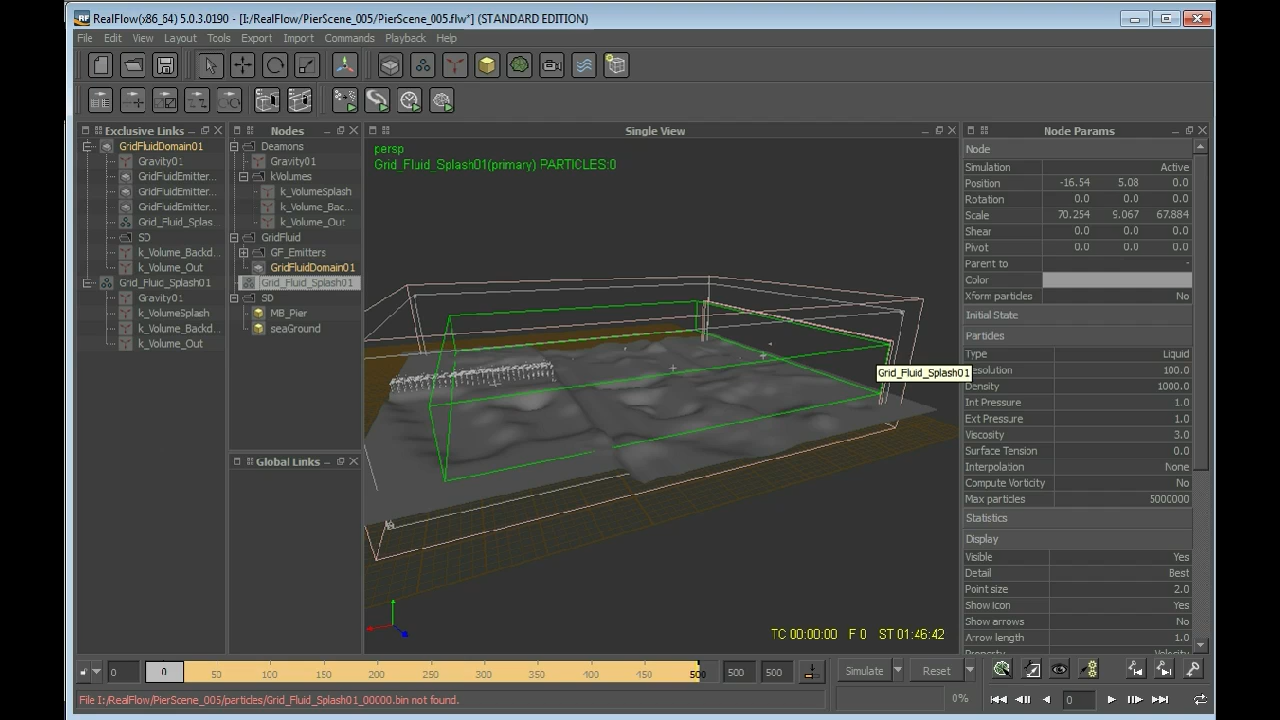 RealFlow(x86_64) 5.0.3.0190 - [I:/RealFlow/PierScene_005/PierScene_005.flw*] (STANDARD EDITION)
File Edit View Layout Tools Export Import Commands Playback Help
Exclusive Links
GridFluidDomain01
Gravity01
GridFuidEmitter...
GridFuidEmitter...
GridFuidEmitter...
Grid_Fluid_Splas...
SD
k_Volume_Backd...
k_Volume_Out
Grid_Fluid_Splash01
Gravity01
k_VolumeSplash
k_Volume_Backd...
k_Volume_Out
Nodes
Deamons
Gravity01
kVolumes
k_VolumeSplash
k_Volume_Bac...
k_Volume_Out
GridFluid
GF_Emitters
GridFluidDomain01
Grid_Fluid_Splash01
SD
MB_Pier
seaGround
Global Links
Single View
persp
Grid_Fluid_Splash01(primary) PARTICLES:0
Grid_Fluid_Splash01
TC 00:00:00 F 0 ST 01:46:42
Node Params
Node
Simulation Active
Position -16.54 5.08 0.0
Rotation 0.0 0.0 0.0
Scale 70.254 9.067 67.884
Shear 0.0 0.0 0.0
Pivot 0.0 0.0 0.0
Parent to -
Color
Xform particles No
Initial State
Particles
Type Liquid
Resolution 100.0
Density 1000.0
Int Pressure 1.0
Ext Pressure 1.0
Viscosity 3.0
Surface Tension 0.0
Interpolation None
Compute Vorticity No
Max particles 5000000
Statistics
Display
Visible Yes
Detail Best
Point size 2.0
Show icon Yes
Show arrows No
Arrow length 1.0
Property Velocity
0 0 50 100 150 200 250 300 350 400 450 500 500 500 Simulate Reset
File I:/RealFlow/PierScene_005/particles/Grid_Fluid_Splash01_00000.bin not found.
0% 0